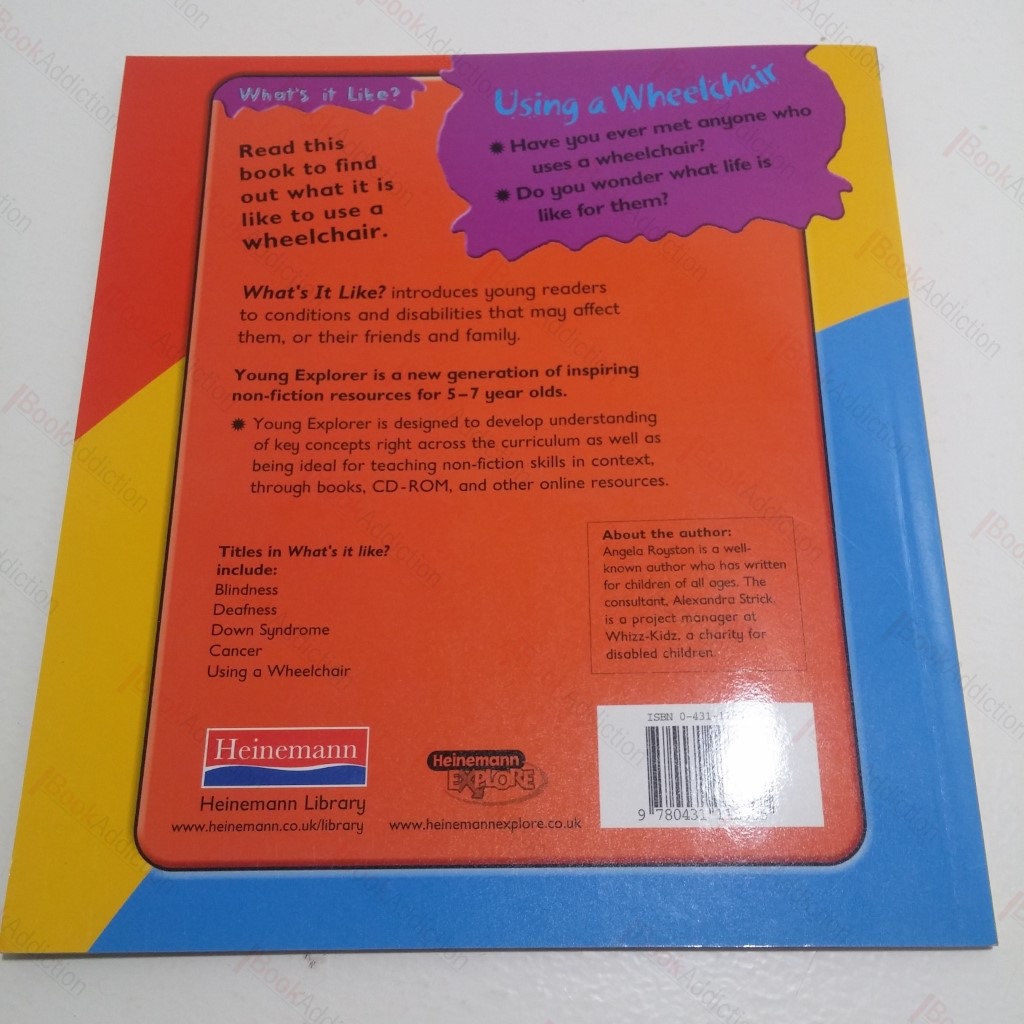 What's it Like?
Using a Wheelchair
Have you ever met anyone who
uses a wheelchair?
Do you wonder what life is
like for them?
Read this
book to find
out what it is
like to use a
wheelchair.
What's It Like? introduces young readers
to conditions and disabilities that may affect
them, or their friends and family.
Young Explorer is a new generation of inspiring
non-fiction resources for 5–7 year olds.
Young Explorer is designed to develop understanding
of key concepts right across the curriculum as well as
being ideal for teaching non-fiction skills in context,
through books, CD-ROM, and other online resources.
Titles in What's it like?
include:
Blindness
Deafness
Down Syndrome
Cancer
Using a Wheelchair
About the author:
Angela Royston is a well-
known author who has written
for children of all ages. The
consultant, Alexandra Strick,
is a project manager at
Whizz-Kidz, a charity for
disabled children.
Heinemann
Heinemann Library
www.heinemann.co.uk/library
Heinemann
EXPLORE
www.heinemannexplore.co.uk
ISBN 0-431-
9 780431
BookAddiction